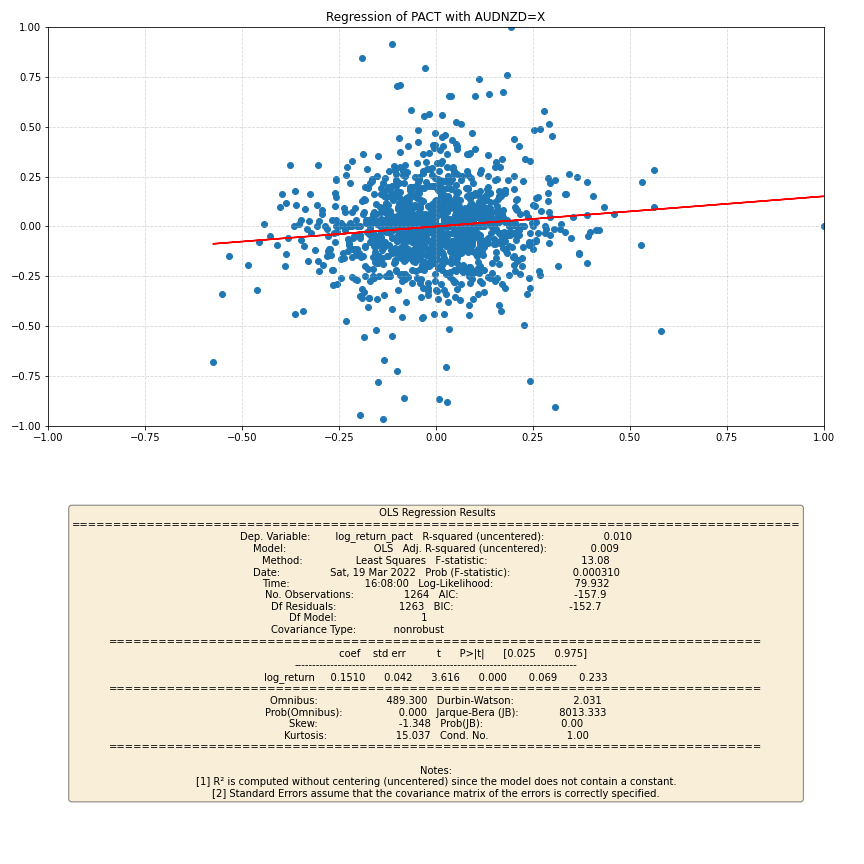 Regression of PACT with AUDNZD=X
1.00
0.75
0.50
0.25
0.00
−0.25
−0.50
−0.75
−1.00
−1.00 −0.75 −0.50 −0.25 0.00 0.25 0.50 0.75 1.00
OLS Regression Results
==============================================================================
Dep. Variable: log_return_pact R-squared (uncentered): 0.010
Model: OLS Adj. R-squared (uncentered): 0.009
Method: Least Squares F-statistic: 13.08
Date: Sat, 19 Mar 2022 Prob (F-statistic): 0.000310
Time: 16:08:00 Log-Likelihood: 79.932
No. Observations: 1264 AIC: -157.9
Df Residuals: 1263 BIC: -152.7
Df Model: 1
Covariance Type: nonrobust
==============================================================================
coef std err t P>|t| [0.025 0.975]
------------------------------------------------------------------------------
log_return 0.1510 0.042 3.616 0.000 0.069 0.233
==============================================================================
Omnibus: 489.300 Durbin-Watson: 2.031
Prob(Omnibus): 0.000 Jarque-Bera (JB): 8013.333
Skew: -1.348 Prob(JB): 0.00
Kurtosis: 15.037 Cond. No. 1.00
==============================================================================
Notes:
[1] R² is computed without centering (uncentered) since the model does not contain a constant.
[2] Standard Errors assume that the covariance matrix of the errors is correctly specified.